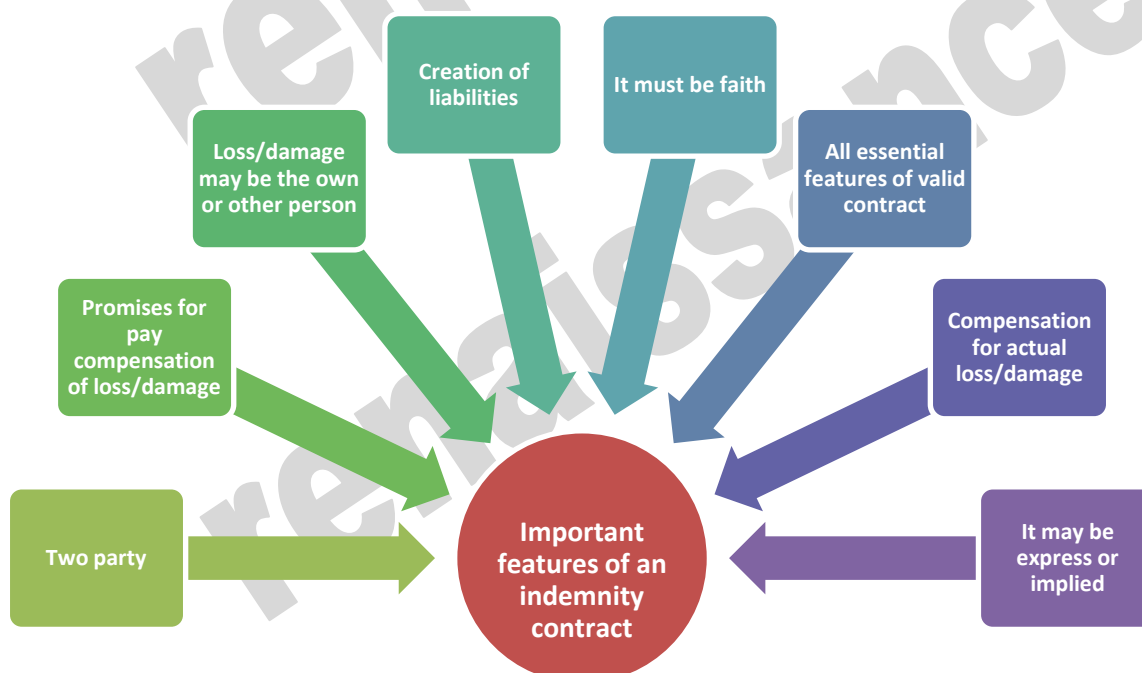 Creation of
liabilities
It must be faith
Loss/damage
may be the own
or other person
All essential
features of valid
contract
Promises for
pay
compensation
of loss/damage
Compensation
for actual
loss/damage
Two party
Important
features of an
indemnity
contract
It may be
express or
implied
renaissance